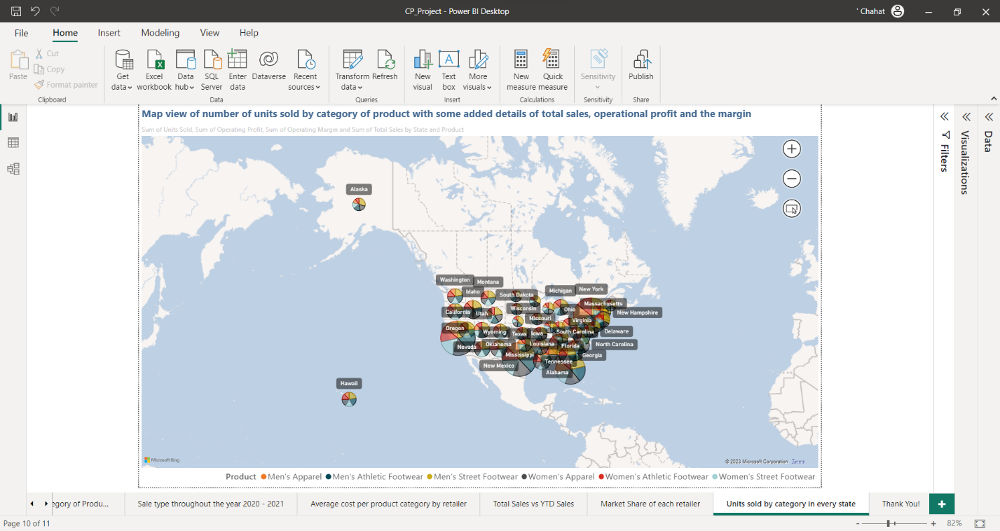 CP_Project - Power BI Desktop
Chahat
File Home Insert Modeling View Help
Paste
Cut
Copy
Format painter
Clipboard
Get data
Excel workbook
Data hub
SQL Server
Enter data
Dataverse
Recent sources
Data
Transform data
Refresh
Queries
New visual
Text box
More visuals
Insert
New measure
Quick measure
Calculations
Sensitivity
Sensitivity
Publish
Share
Map view of number of units sold by category of product with some added details of total sales, operational profit and the margin
Sum of Units Sold, Sum of Operating Profit, Sum of Operating Margin and Sum of Total Sales by State and Product
Filters
Visualizations
Data
Alaska
Washington
Montana
Idaho
South Dakota
Michigan
New York
Massachusetts
California
Utah
Wisconsin
Ohio
New Hampshire
Missouri
Virginia
Oregon
Wyoming
Texas
Iowa
South Carolina
Delaware
Nevada
Oklahoma
Louisiana
Florida
North Carolina
Mississippi
Georgia
New Mexico
Tennessee
Alabama
Hawaii
Microsoft Bing
© 2023 Microsoft Corporation Terms
Product Men's Apparel Men's Athletic Footwear Men's Street Footwear Women's Apparel Women's Athletic Footwear Women's Street Footwear
egory of Produ... Sale type throughout the year 2020 - 2021 Average cost per product category by retailer Total Sales vs YTD Sales Market Share of each retailer Units sold by category in every state Thank You! +
Page 10 of 11
- + 82%